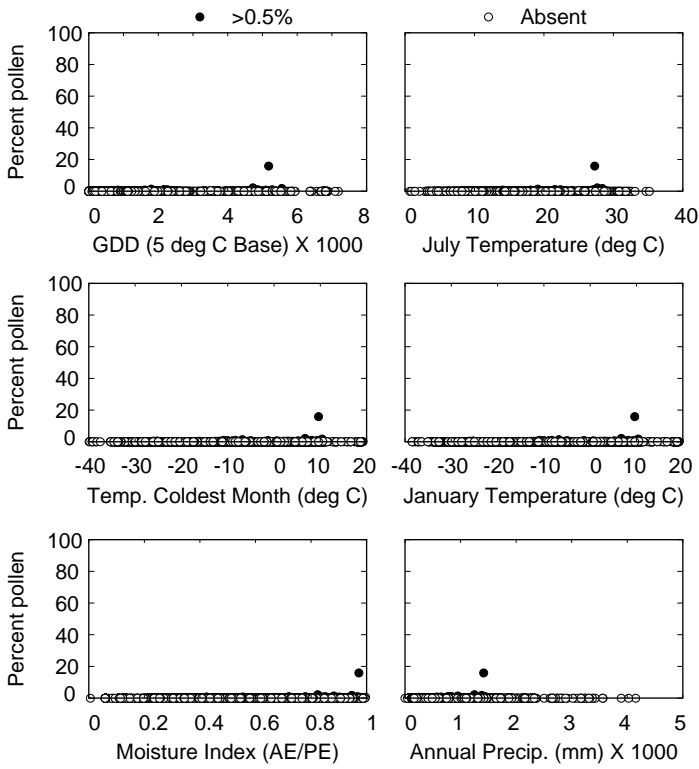 >0.5% Absent
100
80
60
40
20
0
Percent pollen
0 2 4 6 8
GDD (5 deg C Base) X 1000
0 10 20 30 40
July Temperature (deg C)
100
80
60
40
20
0
Percent pollen
-40 -30 -20 -10 0 10 20
Temp. Coldest Month (deg C)
-40 -30 -20 -10 0 10 20
January Temperature (deg C)
100
80
60
40
20
0
Percent pollen
0 0.2 0.4 0.6 0.8 1
Moisture Index (AE/PE)
0 1 2 3 4 5
Annual Precip. (mm) X 1000